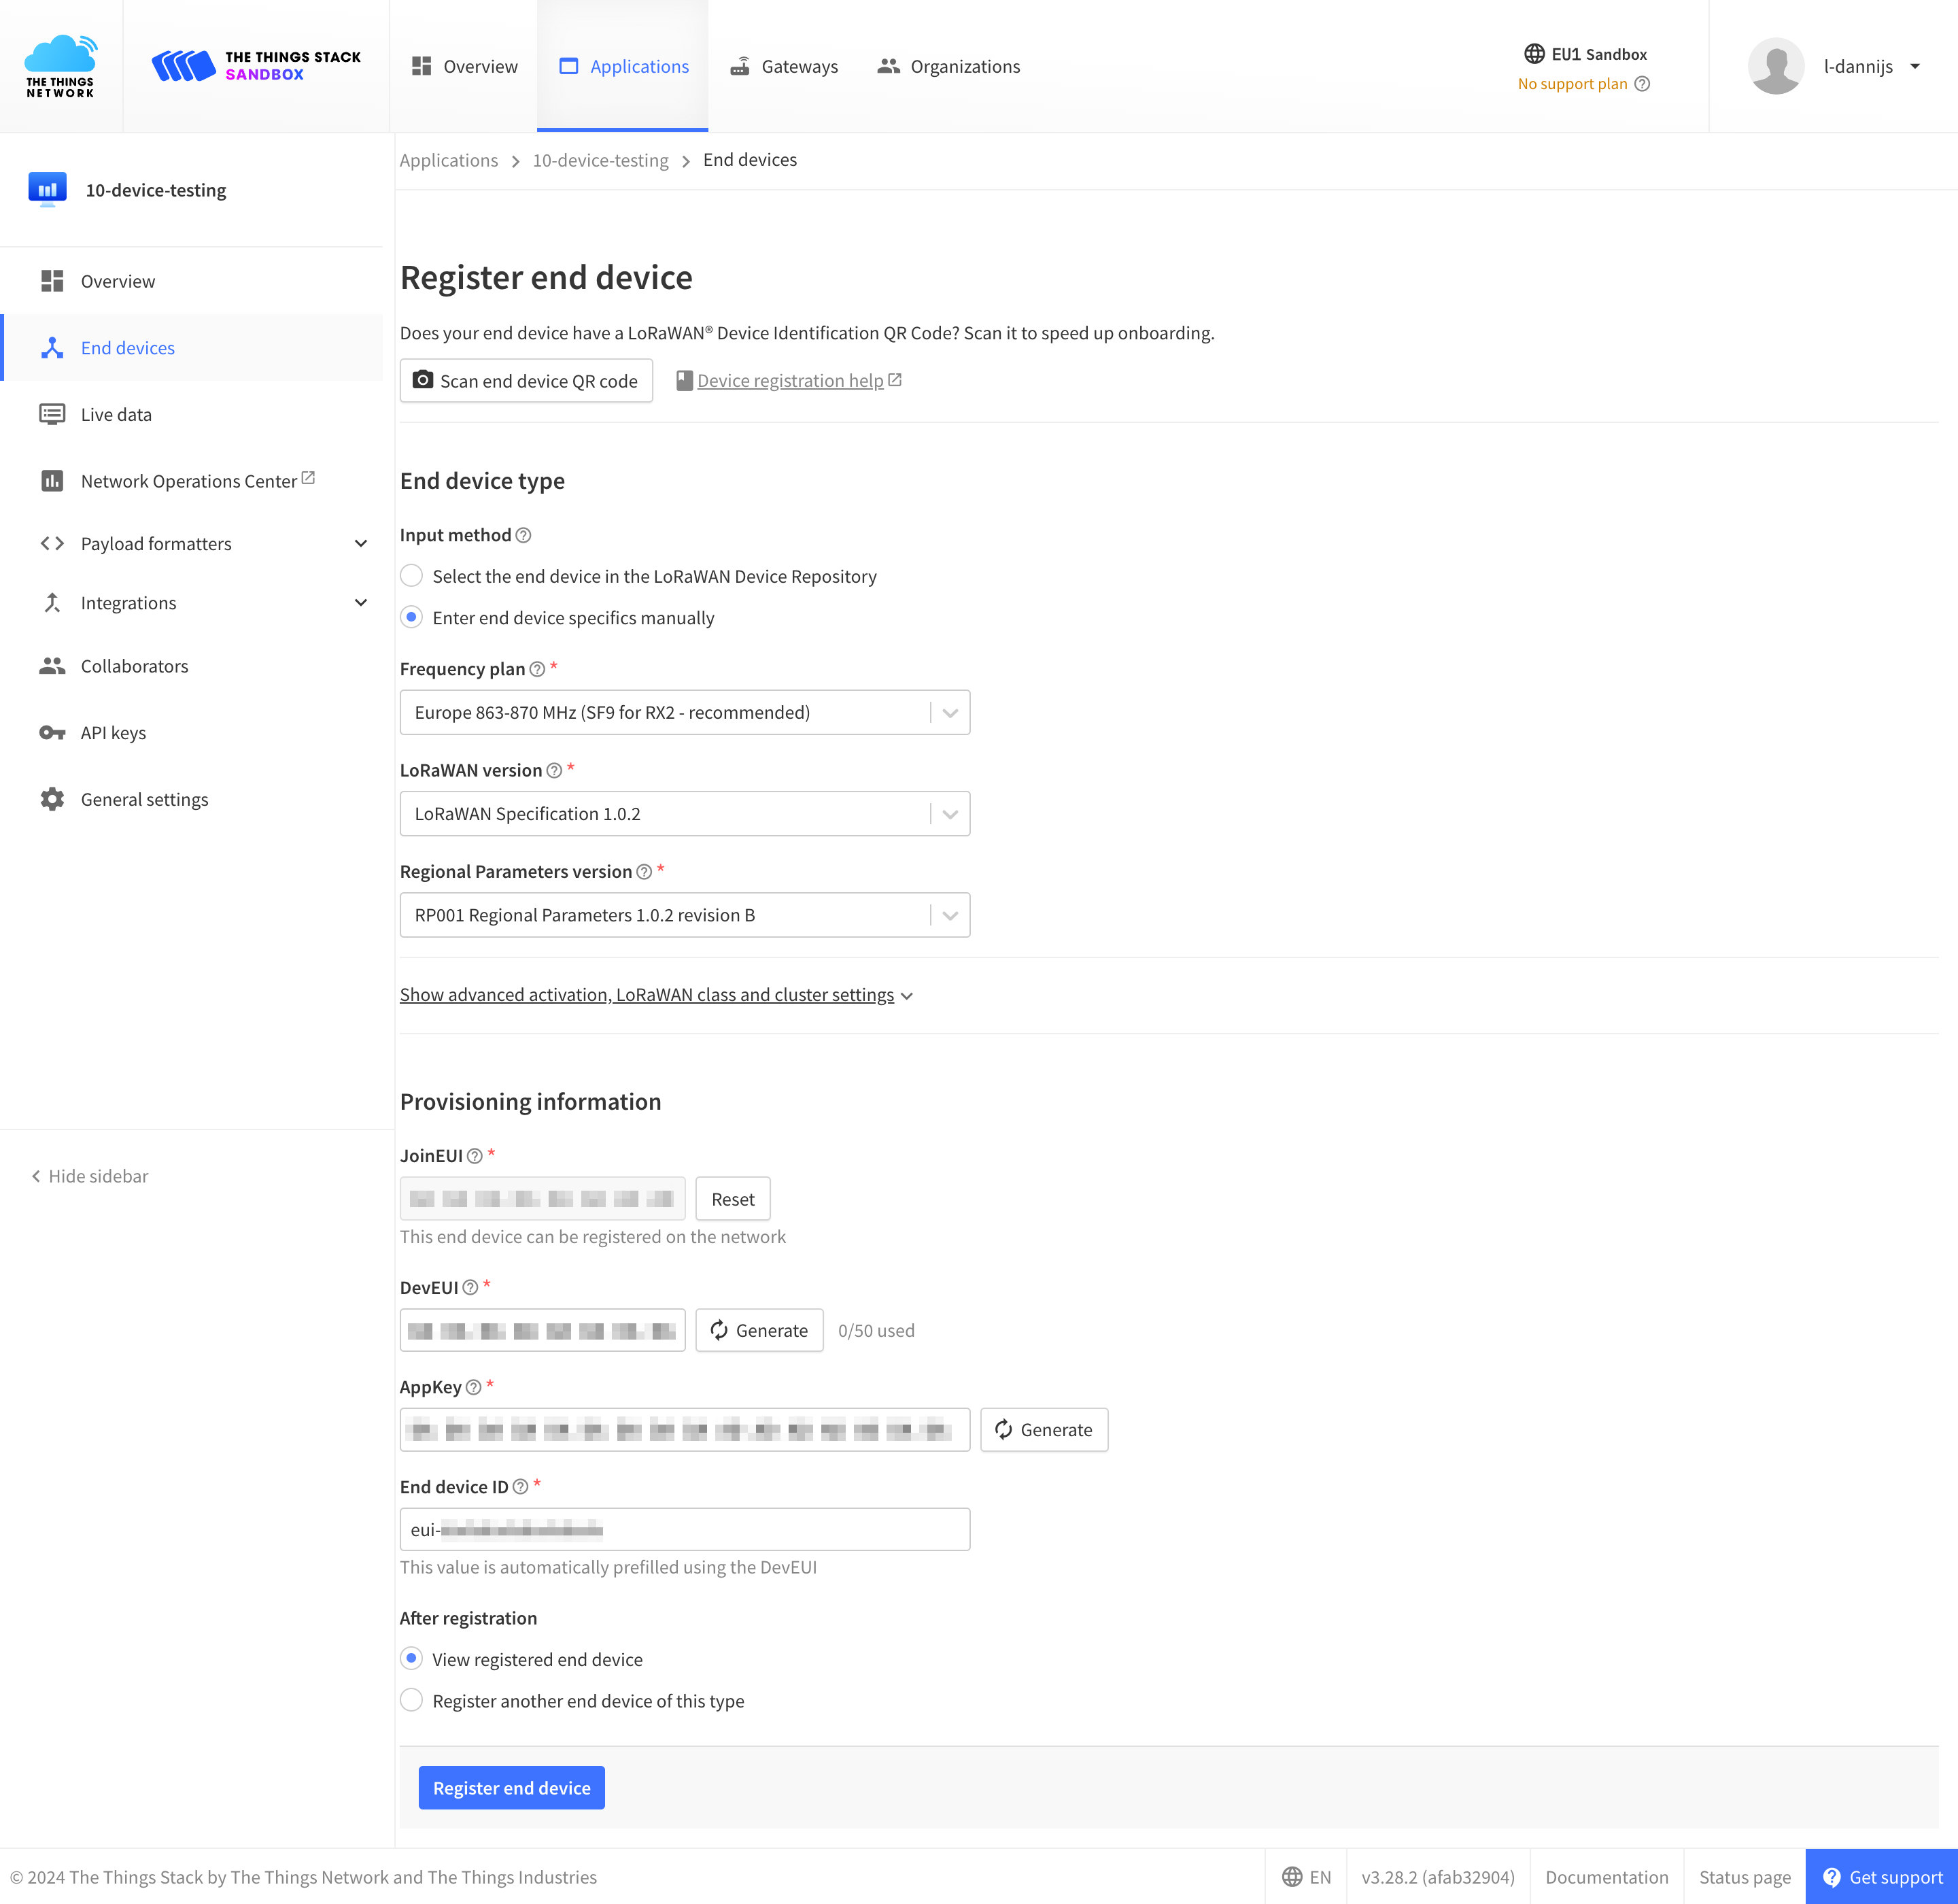 THE THINGS NETWORK
THE THINGS STACK
SANDBOX
Overview
Applications
Gateways
Organizations
EU1 Sandbox
No support plan
l-dannijs
10-device-testing
Overview
End devices
Live data
Network Operations Center
Payload formatters
Integrations
Collaborators
API keys
General settings
Hide sidebar
Applications > 10-device-testing > End devices
Register end device
Does your end device have a LoRaWAN® Device Identification QR Code? Scan it to speed up onboarding.
Scan end device QR code
Device registration help
End device type
Input method
Select the end device in the LoRaWAN Device Repository
Enter end device specifics manually
Frequency plan *
Europe 863-870 MHz (SF9 for RX2 - recommended)
LoRaWAN version *
LoRaWAN Specification 1.0.2
Regional Parameters version *
RP001 Regional Parameters 1.0.2 revision B
Show advanced activation, LoRaWAN class and cluster settings
Provisioning information
JoinEUI *
Reset
This end device can be registered on the network
DevEUI *
Generate
0/50 used
AppKey *
Generate
End device ID *
eui-
This value is automatically prefilled using the DevEUI
After registration
View registered end device
Register another end device of this type
Register end device
© 2024 The Things Stack by The Things Network and The Things Industries
EN
v3.28.2 (afab32904)
Documentation
Status page
Get support